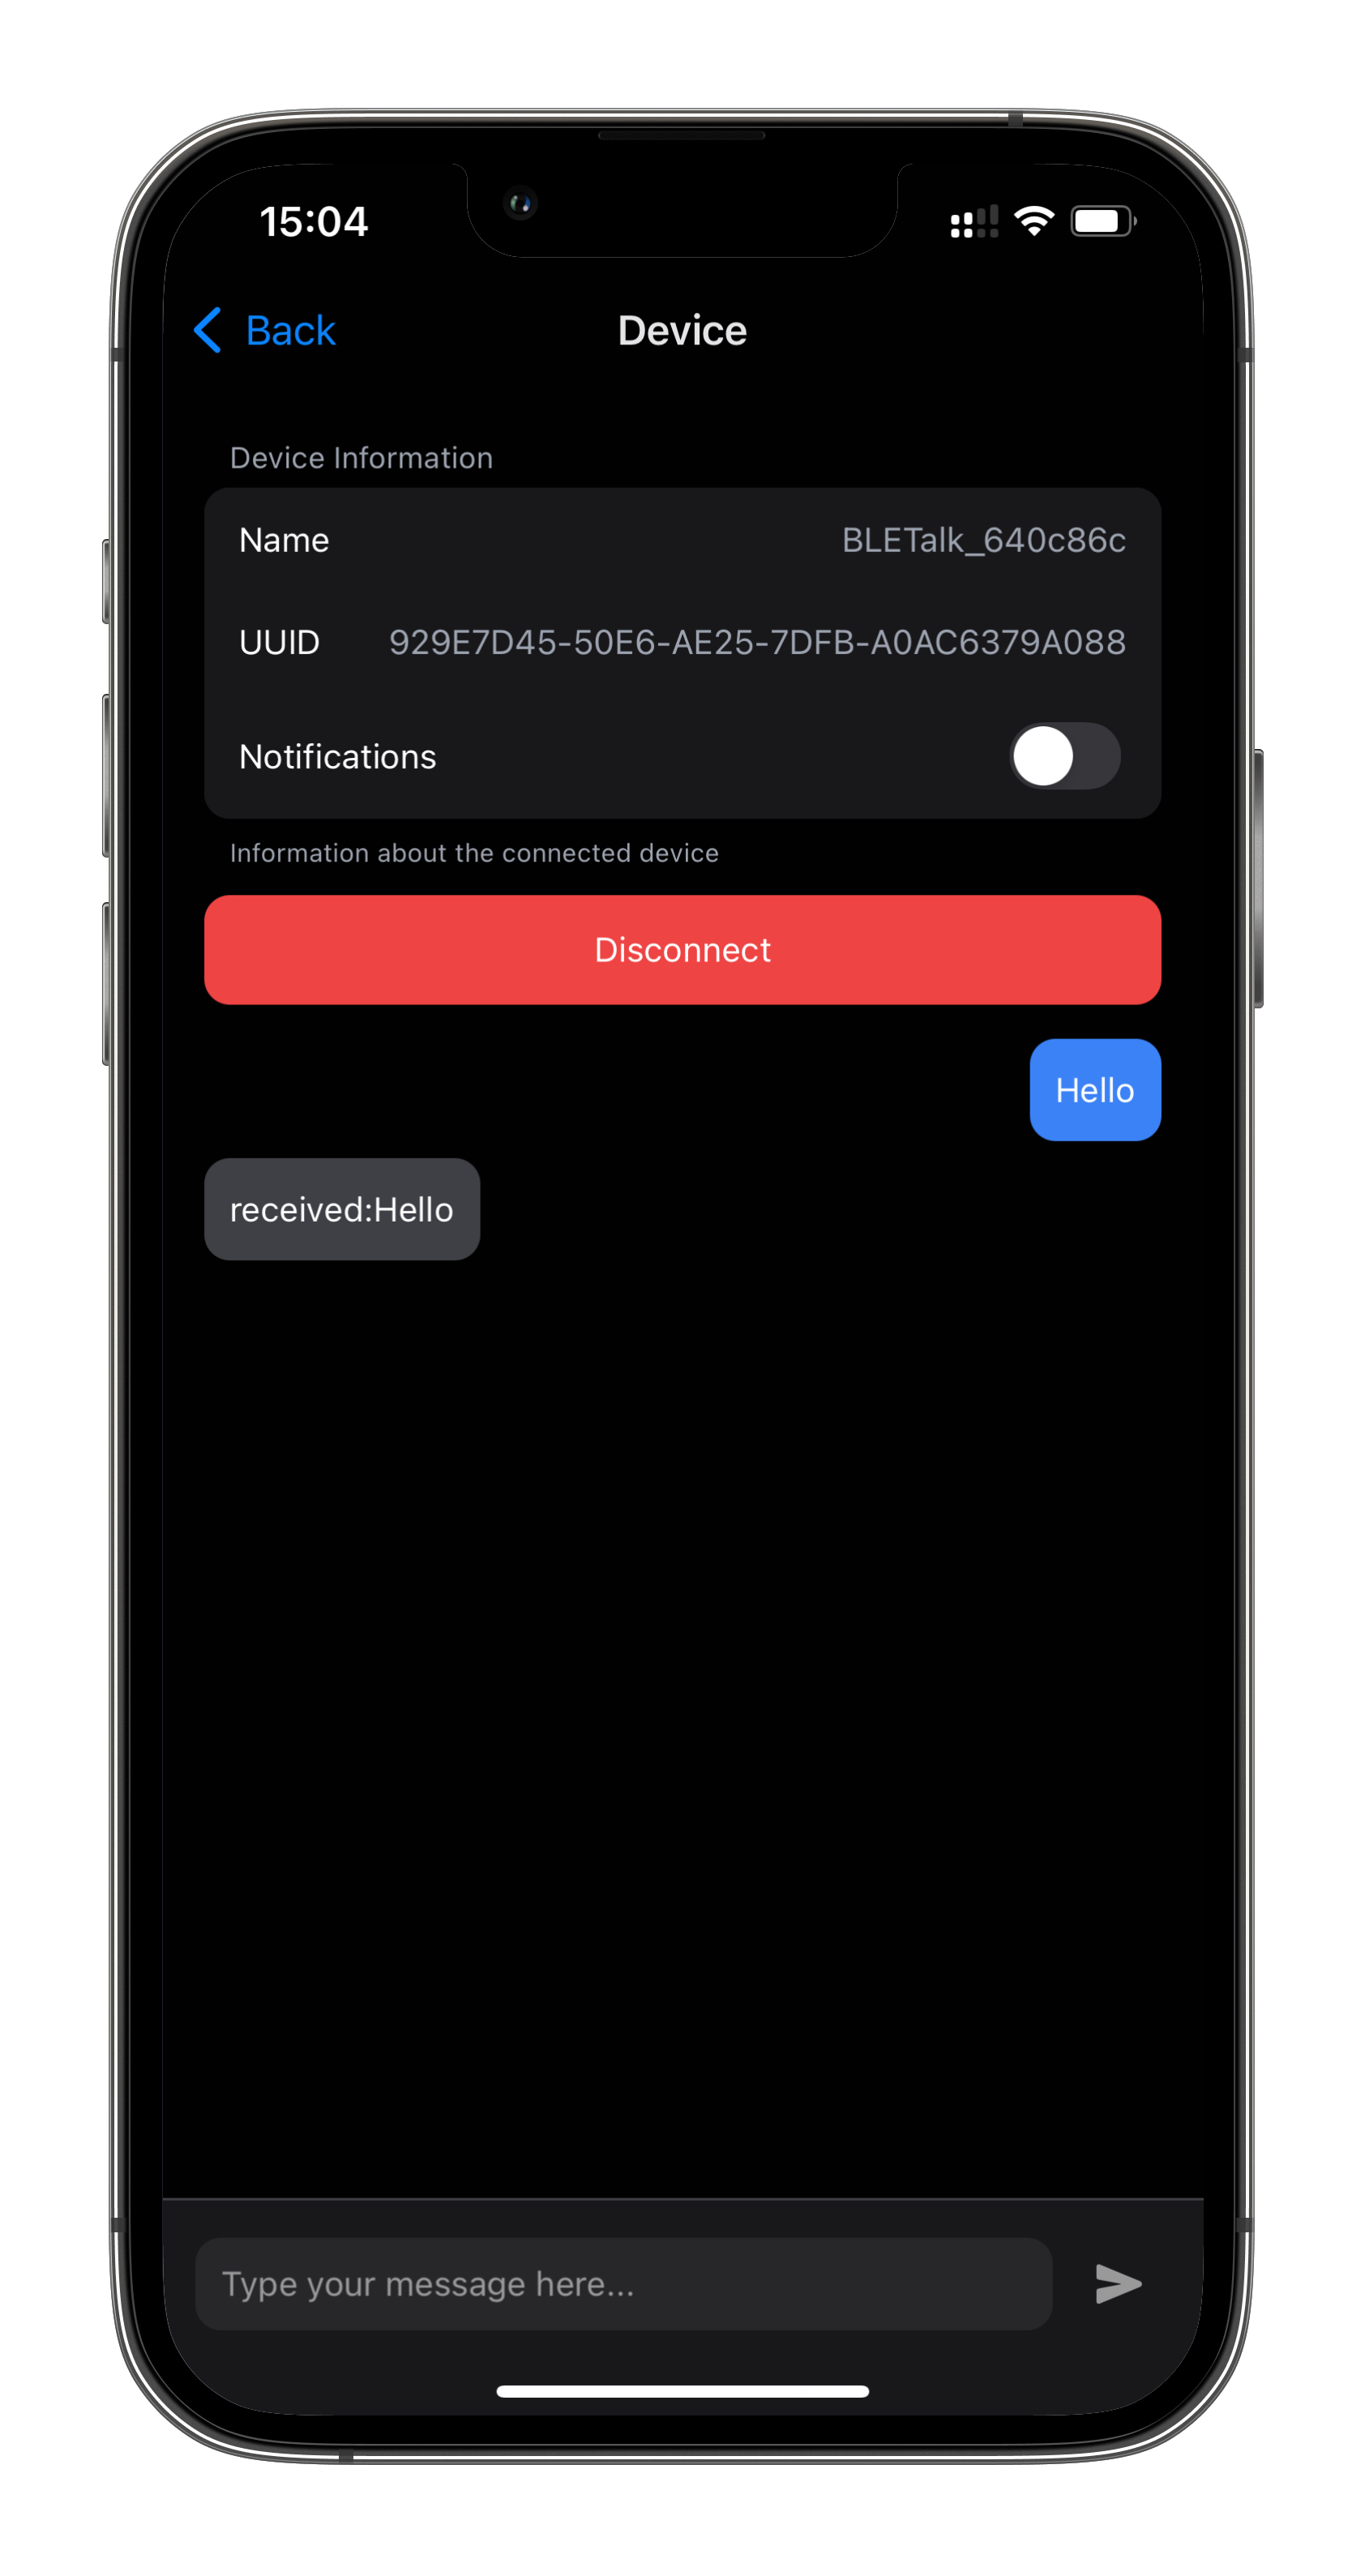 15:04
Back Device
Device Information
Name BLETalk_640c86c
UUID 929E7D45-50E6-AE25-7DFB-A0AC6379A088
Notifications
Information about the connected device
Disconnect
Hello
received:Hello
Type your message here...